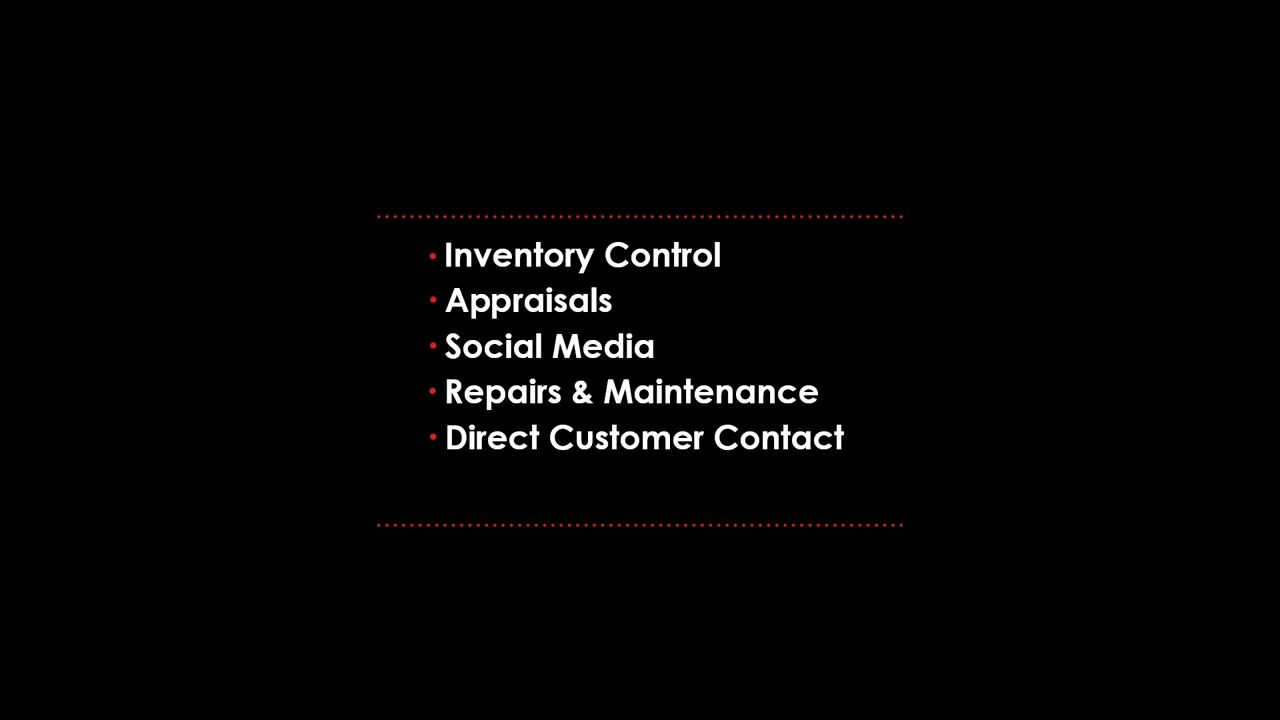 • Inventory Control
• Appraisals
• Social Media
• Repairs & Maintenance
• Direct Customer Contact